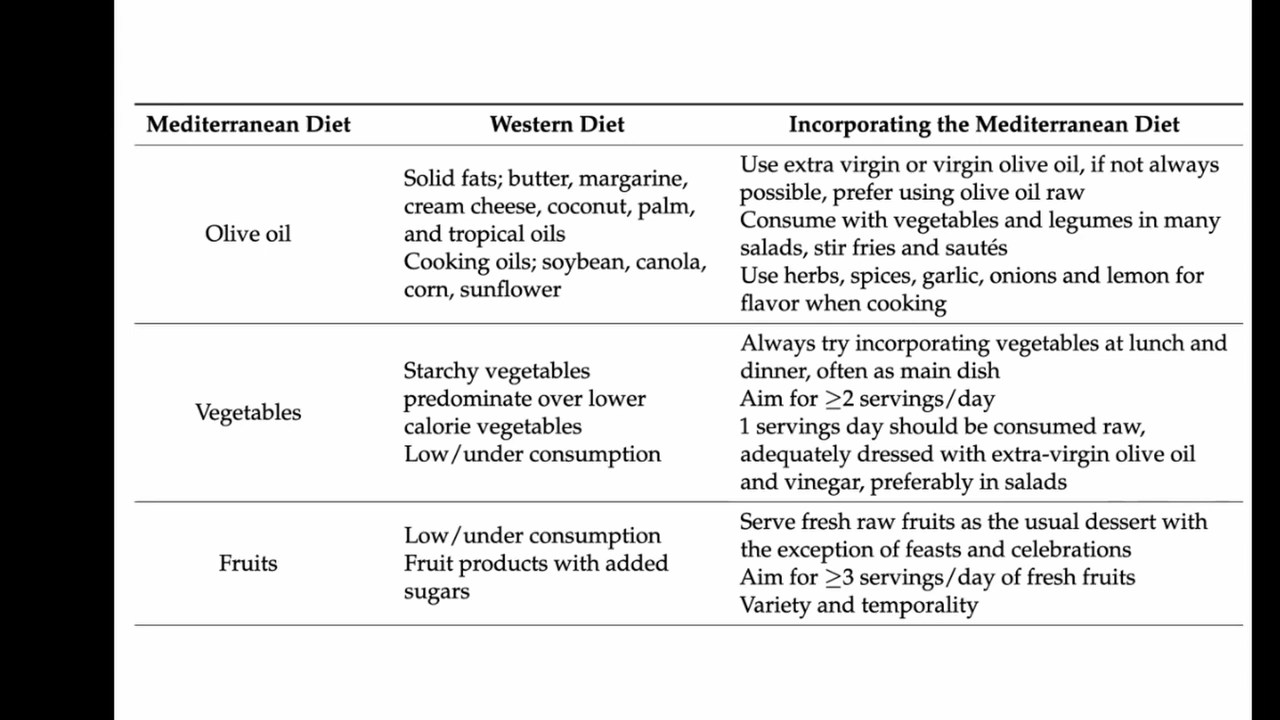 Mediterranean Diet
Western Diet
Incorporating the Mediterranean Diet
Olive oil
Solid fats; butter, margarine,
cream cheese, coconut, palm,
and tropical oils
Cooking oils; soybean, canola,
corn, sunflower
Use extra virgin or virgin olive oil, if not always
possible, prefer using olive oil raw
Consume with vegetables and legumes in many
salads, stir fries and sautés
Use herbs, spices, garlic, onions and lemon for
flavor when cooking
Vegetables
Starchy vegetables
predominate over lower
calorie vegetables
Low/under consumption
Always try incorporating vegetables at lunch and
dinner, often as main dish
Aim for ≥2 servings/day
1 servings day should be consumed raw,
adequately dressed with extra-virgin olive oil
and vinegar, preferably in salads
Fruits
Low/under consumption
Fruit products with added
sugars
Serve fresh raw fruits as the usual dessert with
the exception of feasts and celebrations
Aim for ≥3 servings/day of fresh fruits
Variety and temporality